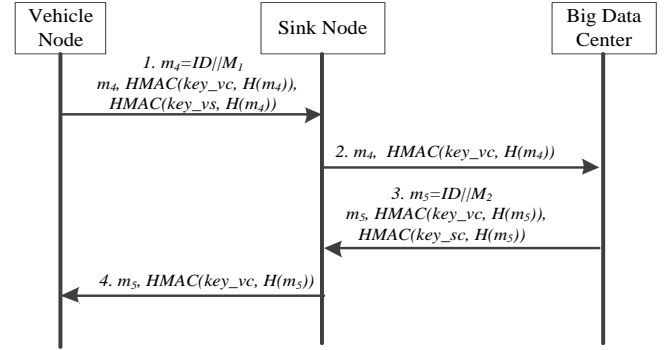 Vehicle
Node
Sink Node
Big Data
Center
1. m₄=ID//M₁
m₄, HMAC(key_vc, H(m₄)),
HMAC(key_vs, H(m₄))
2. m₄, HMAC(key_vc, H(m₄))
3. m₅=ID//M₂
m₅, HMAC(key_vc, H(m₅)),
HMAC(key_sc, H(m₅))
4. m₅, HMAC(key_vc, H(m₅))